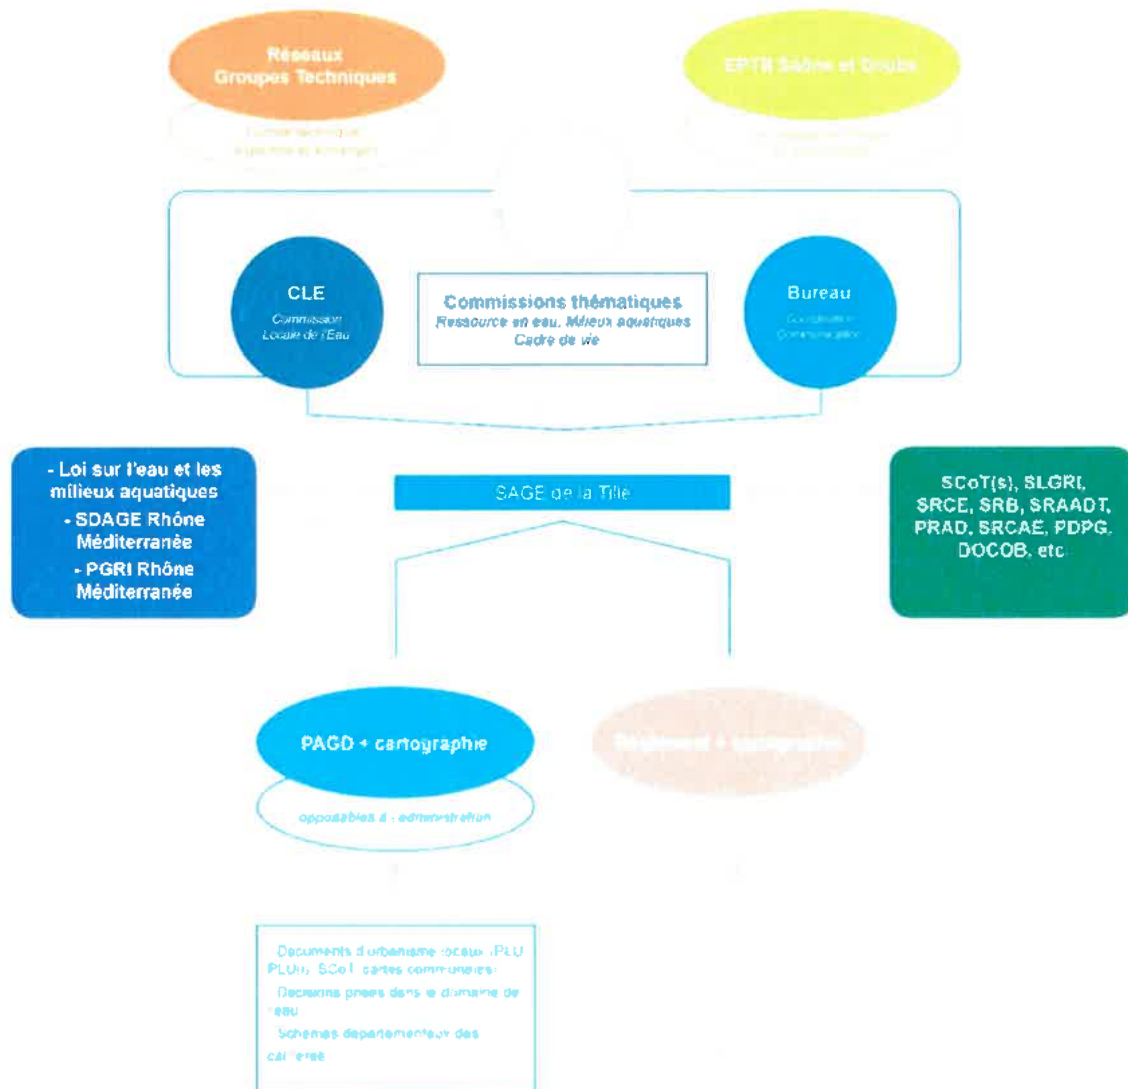 Réseaux
Groupes Techniques
EPTB Saône et Doubs
CLE
Commission
Locale de l'Eau
Commissions thématiques
Ressource en eau, Milieux aquatiques
Cadre de vie
Bureau
Communication
- Loi sur l'eau et les
milieux aquatiques
- SDAGE Rhône
Méditerranée
- PGRI Rhône
Méditerranée
SAGE de la Tille
SCoT(s), SLGRI,
SRCE, SRB, SRAADT,
PRAD, SRCAE, PDPG,
DOCOB, etc
PAGD + cartographie
Règlement + cartographie
opposables à administration
Documents d'urbanisme locaux (PLU
PLUi), SCoT, cartes communales)
Décisions prises dans le domaine de
l'eau
Schémas départementaux des
carrières